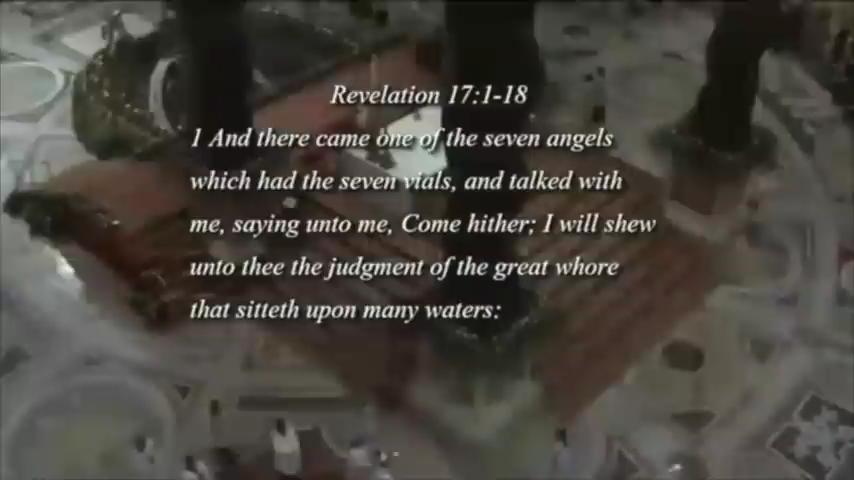 Revelation 17:1-18
1 And there came one of the seven angels
which had the seven vials, and talked with
me, saying unto me, Come hither; I will shew
unto thee the judgment of the great whore
that sitteth upon many waters: